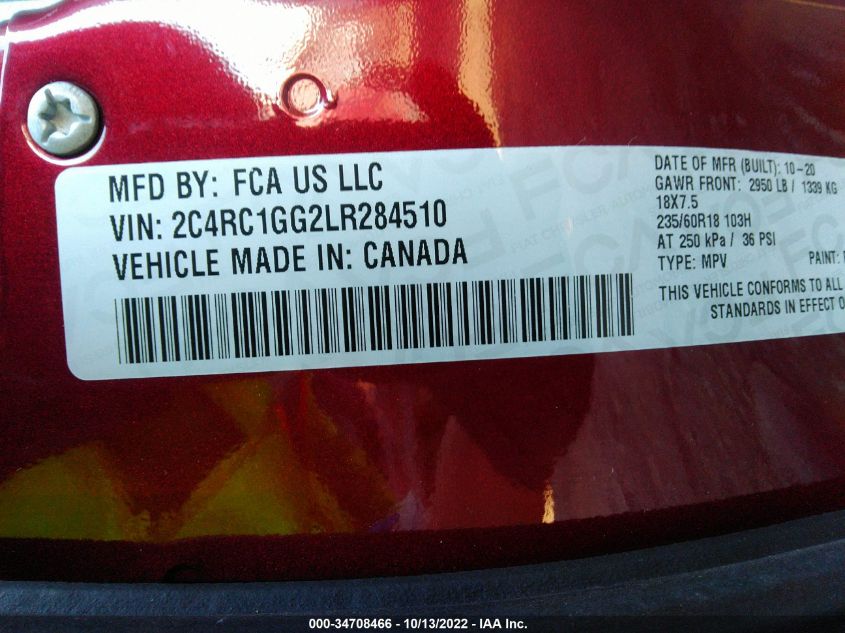 MFD BY: FCA US LLC
VIN: 2C4RC1GG2LR284510
VEHICLE MADE IN: CANADA
DATE OF MFR (BUILT): 10-20
GAWR FRONT: 2950 LB / 1339 KG
18X7.5
235/60R18 103H
AT 250 kPa / 36 PSI
TYPE: MPV PAINT:
THIS VEHICLE CONFORMS TO ALL
STANDARDS IN EFFECT
000-34708466 - 10/13/2022 - IAA Inc.